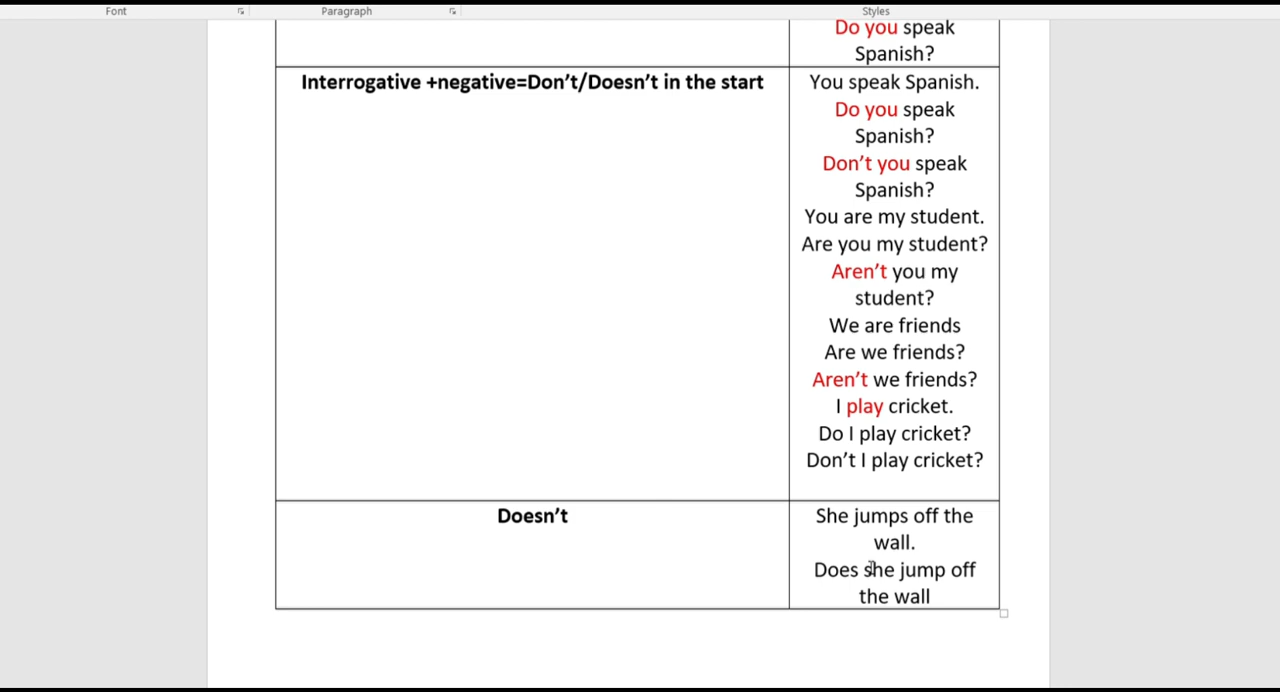 Font Paragraph Styles
Do you speak
Spanish?
Interrogative +negative=Don't/Doesn't in the start
You speak Spanish.
Do you speak
Spanish?
Don't you speak
Spanish?
You are my student.
Are you my student?
Aren't you my
student?
We are friends
Are we friends?
Aren't we friends?
I play cricket.
Do I play cricket?
Don't I play cricket?
Doesn't
She jumps off the
wall.
Does she jump off
the wall